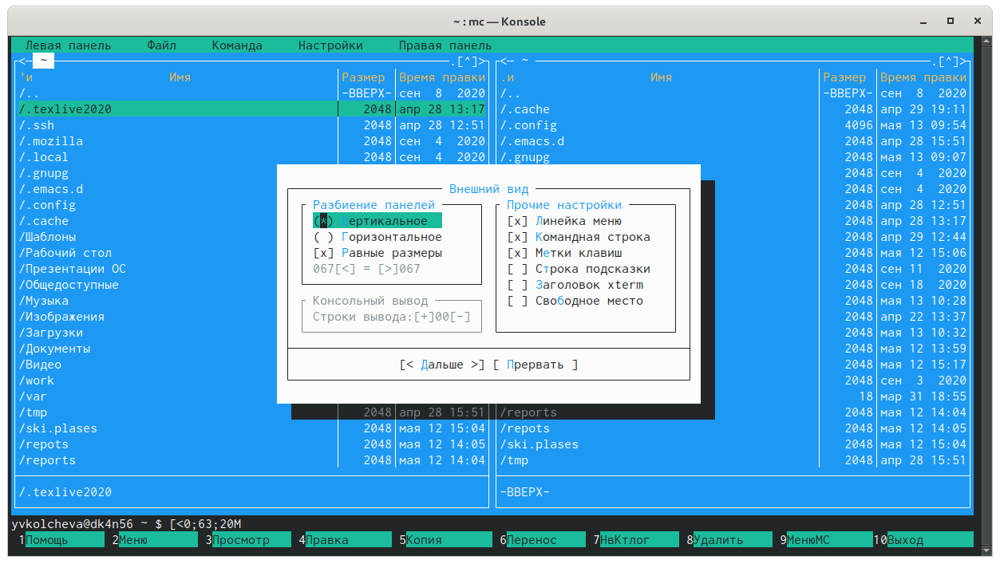 ~ : mc — Konsole
Левая панель Файл Команда Настройки Правая панель
<─ ~ ─.[^]> <─ ~ ─.[^]>
'и Имя Размер Время правки .и Имя Размер Время правки
/.. -ВВЕРХ- сен 8 2020 /.. -ВВЕРХ- сен 8 2020
/.texlive2020 2048 апр 28 13:17 /.cache 2048 апр 29 19:11
/.ssh 2048 апр 28 12:51 /.config 4096 мая 13 09:54
/.mozilla 2048 сен 4 2020 /.emacs.d 2048 апр 28 15:51
/.local 2048 сен 4 2020 /.gnupg 2048 мая 13 09:07
/.gnupg 2048 сен 4 2020
/.emacs.d Внешний вид 2048 сен 4 2020
/.config Разбиение панелей Прочие настройки 2048 апр 28 12:51
/.cache (*) Вертикальное [x] Линейка меню 2048 апр 28 13:17
/Шаблоны ( ) Горизонтальное [x] Командная строка 2048 апр 29 12:44
/Рабочий стол [x] Равные размеры [x] Метки клавиш 2048 мая 12 15:06
/Презентации ОС 067[<] = [>]067 [ ] Строка подсказки 2048 сен 11 2020
/Общедоступные [ ] Заголовок xterm 2048 сен 18 2020
/Музыка Консольный вывод [ ] Свободное место 2048 мая 13 10:28
/Изображения Строки вывода:[+]00[-] 2048 апр 22 13:37
/Загрузки 2048 мая 13 10:32
/Документы 2048 мая 12 13:59
/Видео [< Дальше >] [ Прервать ] 2048 мая 12 15:17
/work 2048 сен 3 2020
/var 18 мар 31 18:55
/tmp 2048 апр 28 15:51 /reports 2048 мая 12 14:04
/ski.plases 2048 мая 12 15:04 /repots 2048 мая 12 14:05
/repots 2048 мая 12 14:05 /ski.plases 2048 мая 12 15:04
/reports 2048 мая 12 14:04 /tmp 2048 апр 28 15:51
/.texlive2020 -ВВЕРХ-
yvkolcheva@dk4n56 ~ $ [<0;63;20M
1Помощь 2Меню 3Просмотр 4Правка 5Копия 6Перенос 7НвКтлог 8Удалить 9МенюMC 10Выход